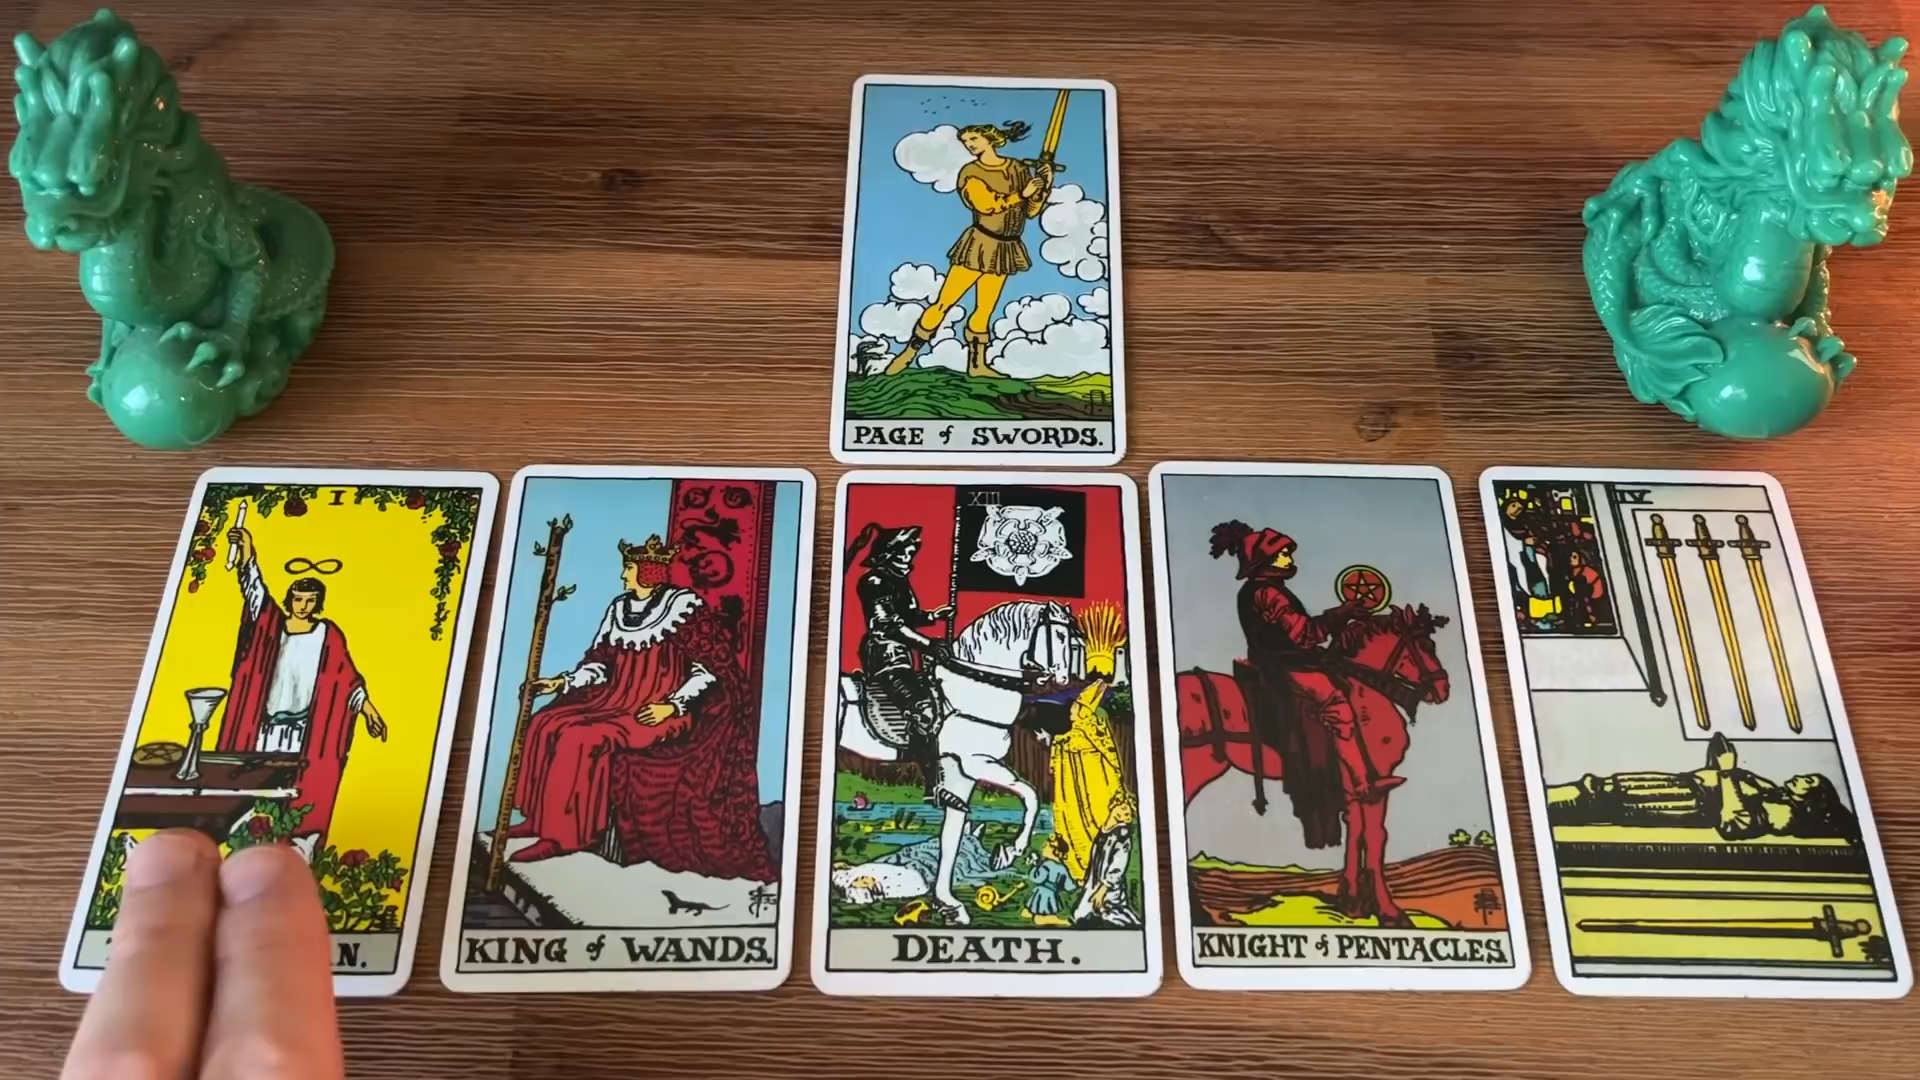 PAGE of SWORDS.
I
XIII
IV
N.
KING of WANDS.
DEATH.
KNIGHT of PENTACLES